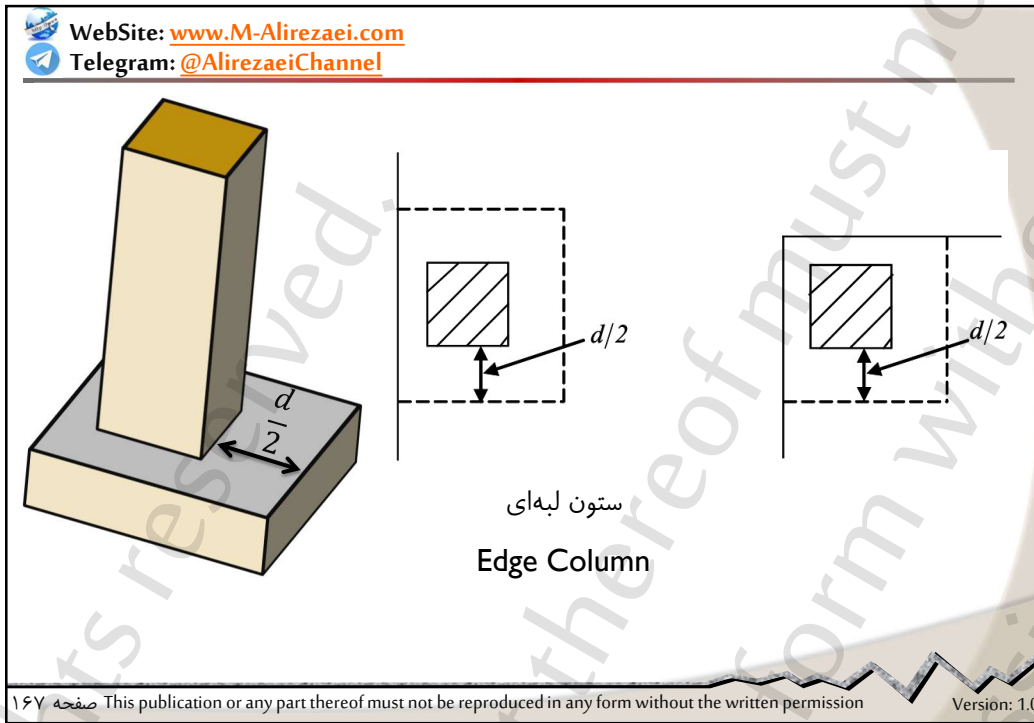 WebSite: www.M-Alirezaei.com
Telegram: @AlirezaeiChannel
d/2
d/2
d
2
ستون لبه‌ای
Edge Column
صفحه ۱۶۷ This publication or any part thereof must not be reproduced in any form without the written permission Version: 1.0